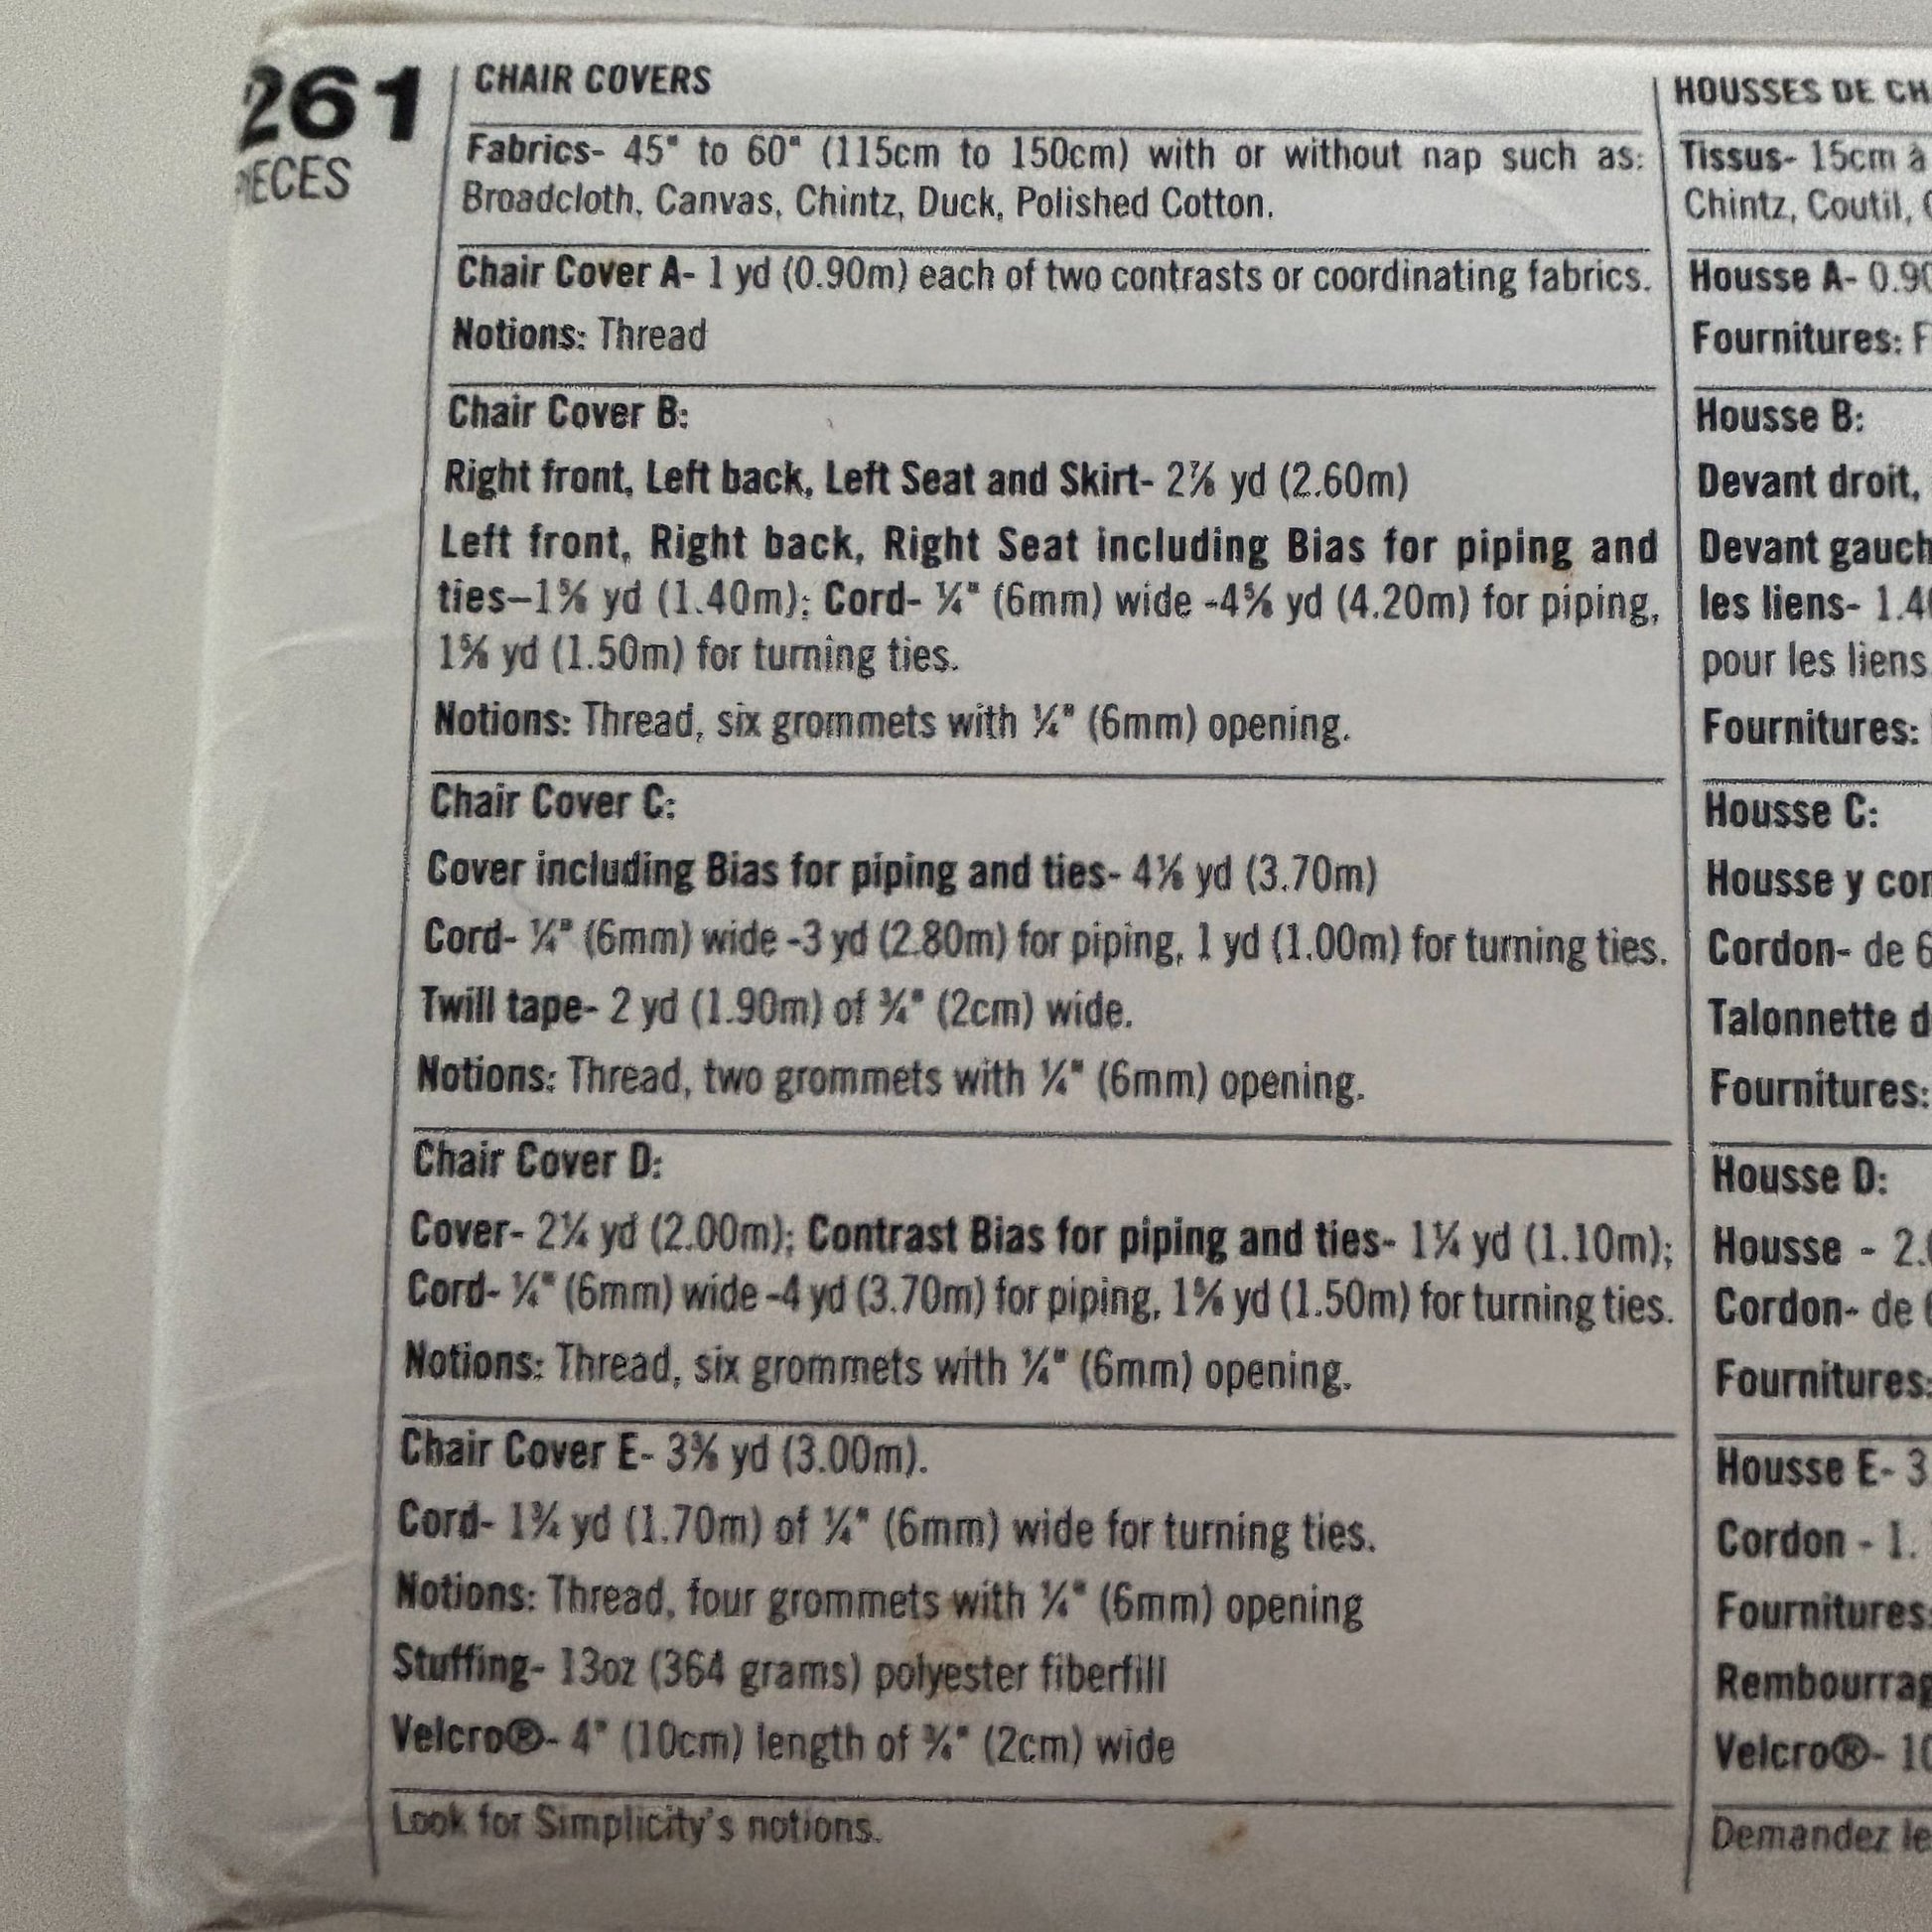 261
CHAIR COVERS
Fabrics- 45" to 60" (115cm to 150cm) with or without nap such as:
Broadcloth, Canvas, Chintz, Duck, Polished Cotton.
Chair Cover A- 1 yd (0.90m) each of two contrasts or coordinating fabrics.
Notions: Thread
Chair Cover B:
Right front, Left back, Left Seat and Skirt- 2⅞ yd (2.60m)
Left front, Right back, Right Seat including Bias for piping and
ties–1⅝ yd (1.40m); Cord- ¼" (6mm) wide -4⅝ yd (4.20m) for piping,
1⅝ yd (1.50m) for turning ties.
Notions: Thread, six grommets with ¼" (6mm) opening.
Chair Cover C:
Cover including Bias for piping and ties- 4⅛ yd (3.70m)
Cord- ¼" (6mm) wide -3 yd (2.80m) for piping, 1 yd (1.00m) for turning ties.
Twill tape- 2 yd (1.90m) of ¾" (2cm) wide.
Notions: Thread, two grommets with ¼" (6mm) opening.
Chair Cover D:
Cover- 2¼ yd (2.00m); Contrast Bias for piping and ties- 1¼ yd (1.10m);
Cord- ¼" (6mm) wide -4 yd (3.70m) for piping, 1⅝ yd (1.50m) for turning ties.
Notions: Thread, six grommets with ¼" (6mm) opening.
Chair Cover E- 3⅜ yd (3.00m).
Cord- 1¾ yd (1.70m) of ¼" (6mm) wide for turning ties.
Notions: Thread, four grommets with ¼" (6mm) opening
Stuffing- 13oz (364 grams) polyester fiberfill
Velcro®- 4" (10cm) length of ¾" (2cm) wide
Look for Simplicity's notions.
HOUSSES DE
Tissus- 15cm à
Chintz, Coutil,
Housse A-
Fournitures:
Housse B:
Devant droit,
Devant
les liens-
pour les liens
Fournitures:
Housse C:
Housse y
Cordon- de
Talonnette
Fournitures:
Housse D:
Housse -
Cordon- de
Fournitures:
Housse E-
Cordon -
Fournitures:
Velcro®-
Demandez